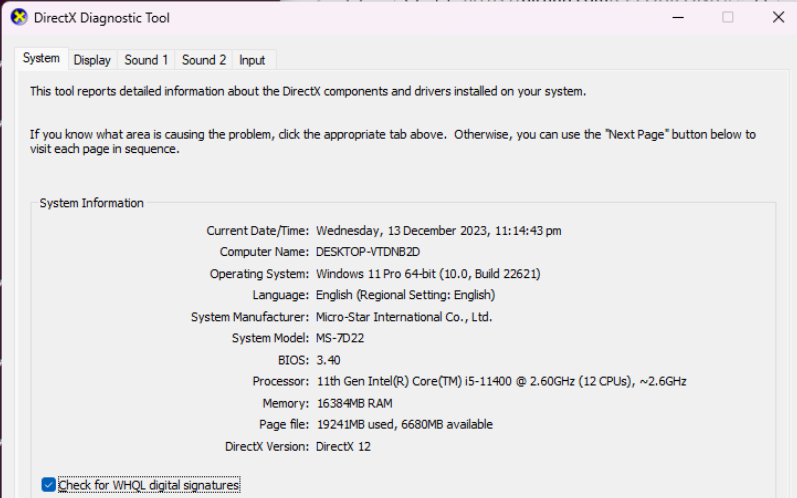 DirectX Diagnostic Tool
System Display Sound 1 Sound 2 Input
This tool reports detailed information about the DirectX components and drivers installed on your system.
If you know what area is causing the problem, click the appropriate tab above. Otherwise, you can use the "Next Page" button below to
visit each page in sequence.
System Information
Current Date/Time: Wednesday, 13 December 2023, 11:14:43 pm
Computer Name: DESKTOP-VTDNB2D
Operating System: Windows 11 Pro 64-bit (10.0, Build 22621)
Language: English (Regional Setting: English)
System Manufacturer: Micro-Star International Co., Ltd.
System Model: MS-7D22
BIOS: 3.40
Processor: 11th Gen Intel(R) Core(TM) i5-11400 @ 2.60GHz (12 CPUs), ~2.6GHz
Memory: 16384MB RAM
Page file: 19241MB used, 6680MB available
DirectX Version: DirectX 12
Check for WHQL digital signatures